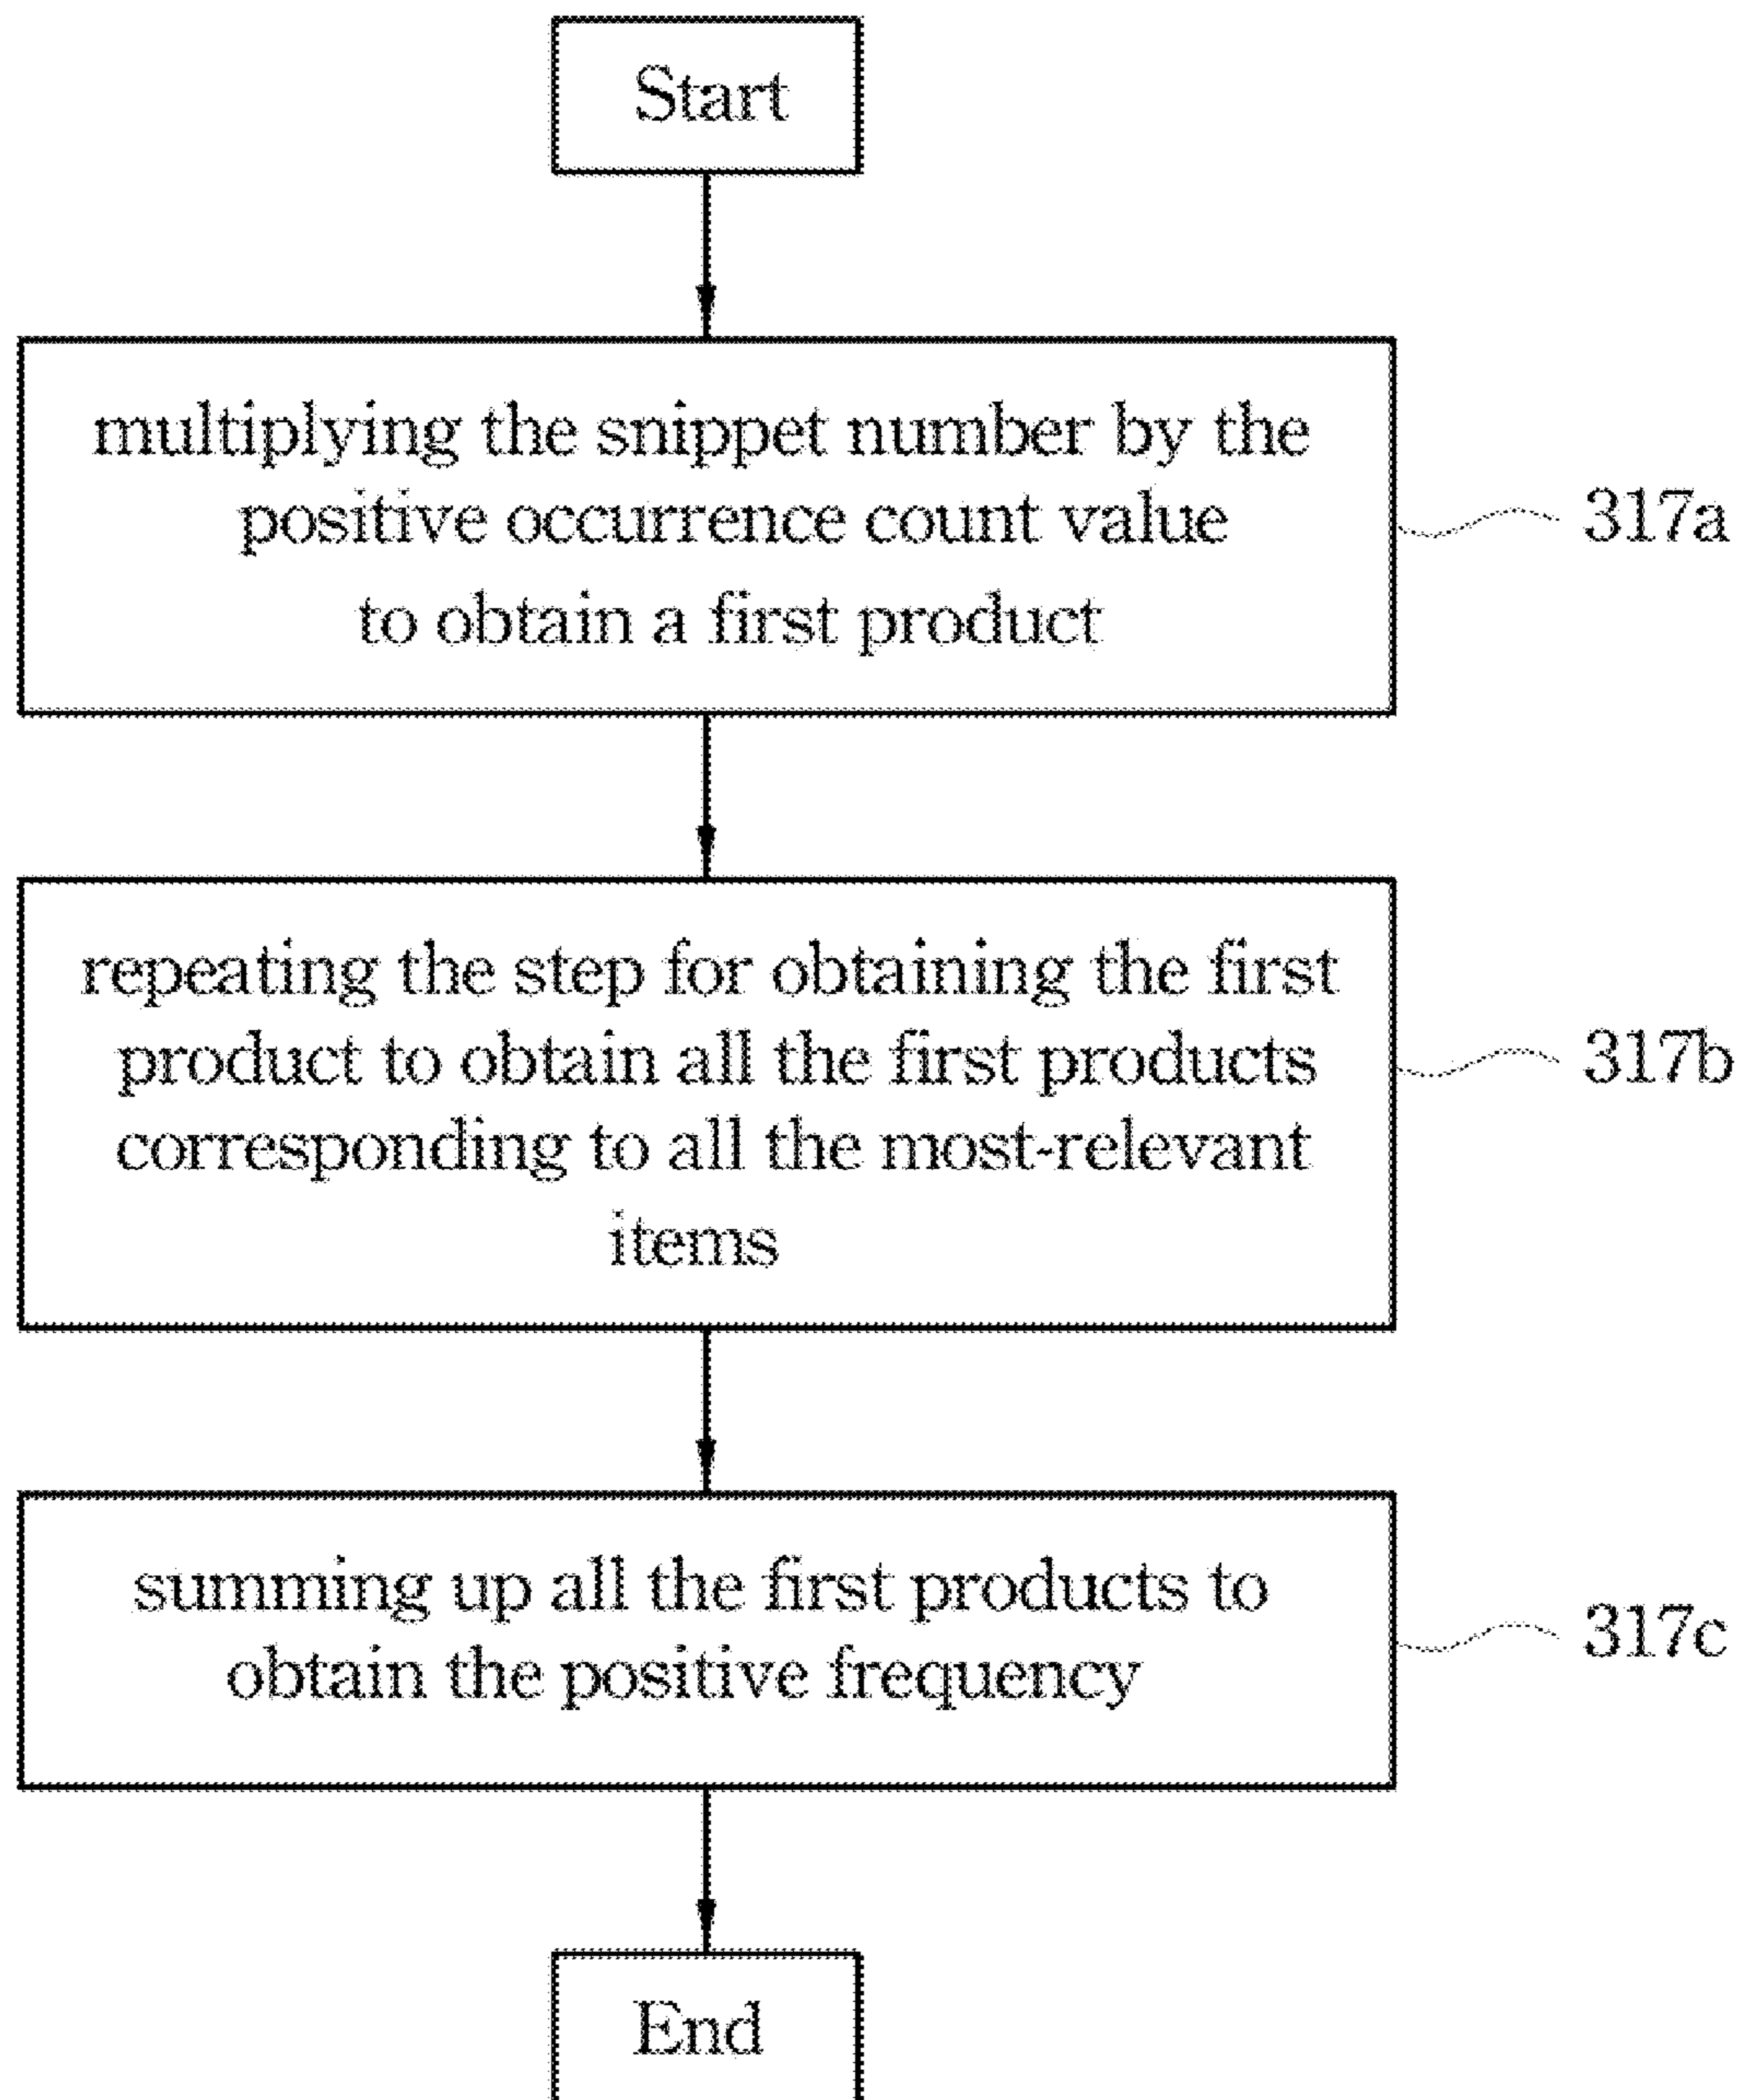 Start
multiplying the snippet number by the
positive occurrence count value
to obtain a first product
317a
repeating the step for obtaining the first
product to obtain all the first products
corresponding to all the most-relevant
items
317b
summing up all the first products to
obtain the positive frequency
317c
End